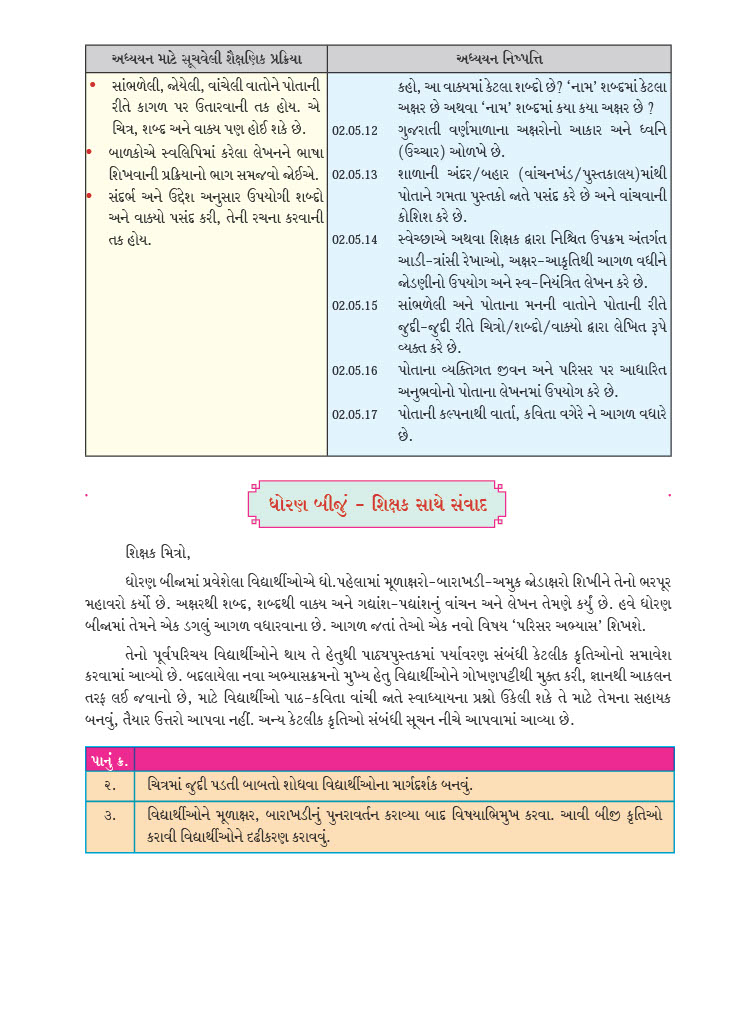 અધ્યયન માટે સૂચવેલી શૈક્ષણિક પ્રક્રિયા
• સાંભળેલી, જોયેલી, વાંચેલી વાતોને પોતાની
રીતે કાગળ પર ઉતારવાની તક હોય. એ
ચિત્ર, શબ્દ અને વાક્ય પણ હોઈ શકે છે.
• બાળકોએ સ્વલિપિમાં કરેલા લેખનને ભાષા
શિખવાની પ્રક્રિયાનો ભાગ સમજવો જોઈએ.
• સંદર્ભ અને ઉદ્દેશ અનુસાર ઉપયોગી શબ્દો
અને વાક્યો પસંદ કરી, તેની રચના કરવાની
તક હોય.
અધ્યયન નિષ્પત્તિ
કહો, આ વાક્યમાં કેટલા શબ્દો છે? ‘નામ’ શબ્દમાં કેટલા
અક્ષર છે અથવા ‘નામ’ શબ્દમાં કયા કયા અક્ષર છે ?
02.05.12 ગુજરાતી વર્ણમાળાના અક્ષરોનો આકાર અને ધ્વનિ
(ઉચ્ચાર) ઓળખે છે.
02.05.13 શાળાની અંદર/બહાર (વાંચનખંડ/પુસ્તકાલય)માંથી
પોતાને ગમતા પુસ્તકો જાતે પસંદ કરે છે અને વાંચવાની
કોશિશ કરે છે.
02.05.14 સ્વેચ્છાએ અથવા શિક્ષક દ્વારા નિશ્ચિત ઉપક્રમ અંતર્ગત
આડી-ત્રાંસી રેખાઓ, અક્ષર-આકૃતિથી આગળ વધીને
જોડણીનો ઉપયોગ અને સ્વ-નિયંત્રિત લેખન કરે છે.
02.05.15 સાંભળેલી અને પોતાના મનની વાતોને પોતાની રીતે
જુદી-જુદી રીતે ચિત્રો/શબ્દો/વાક્યો દ્વારા લેખિત રૂપે
વ્યક્ત કરે છે.
02.05.16 પોતાના વ્યક્તિગત જીવન અને પરિસર પર આધારિત
અનુભવોનો પોતાના લેખનમાં ઉપયોગ કરે છે.
02.05.17 પોતાની કલ્પનાથી વાર્તા, કવિતા વગેરે ને આગળ વધારે
છે.
ધોરણ બીજું - શિક્ષક સાથે સંવાદ
શિક્ષક મિત્રો,
ધોરણ બીજામાં પ્રવેશેલા વિદ્યાર્થીઓએ ધો.પહેલામાં મૂળાક્ષરો-બારાખડી-અમુક જોડાક્ષરો શિખીને તેનો ભરપૂર
મહાવરો કર્યો છે. અક્ષરથી શબ્દ, શબ્દથી વાક્ય અને ગદ્યાંશ-પદ્યાંશનું વાંચન અને લેખન તેમણે કર્યું છે. હવે ધોરણ
બીજામાં તેમને એક ડગલું આગળ વધારવાના છે. આગળ જતાં તેઓ એક નવો વિષય ‘પરિસર અભ્યાસ’ શિખશે.
તેનો પૂર્વપરિચય વિદ્યાર્થીઓને થાય તે હેતુથી પાઠ્યપુસ્તકમાં પર્યાવરણ સંબંધી કેટલીક કૃતિઓનો સમાવેશ
કરવામાં આવ્યો છે. બદલાયેલા નવા અભ્યાસક્રમનો મુખ્ય હેતુ વિદ્યાર્થીઓને ગોખણપટ્ટીથી મુક્ત કરી, જ્ઞાનથી આકલન
તરફ લઈ જવાનો છે, માટે વિદ્યાર્થીઓ પાઠ-કવિતા વાંચી જાતે સ્વાધ્યાયના પ્રશ્નો ઉકેલી શકે તે માટે તેમના સહાયક
બનવું, તૈયાર ઉત્તરો આપવા નહીં. અન્ય કેટલીક કૃતિઓ સંબંધી સૂચન નીચે આપવામાં આવ્યા છે.
પાનું ક્ર.
૨. ચિત્રમાં જુદી પડતી બાબતો શોધવા વિદ્યાર્થીઓના માર્ગદર્શક બનવું.
૩. વિદ્યાર્થીઓને મૂળાક્ષર, બારાખડીનું પુનરાવર્તન કરાવ્યા બાદ વિષયાભિમુખ કરવા. આવી બીજી કૃતિઓ
કરાવી વિદ્યાર્થીઓને દઢીકરણ કરાવવું.